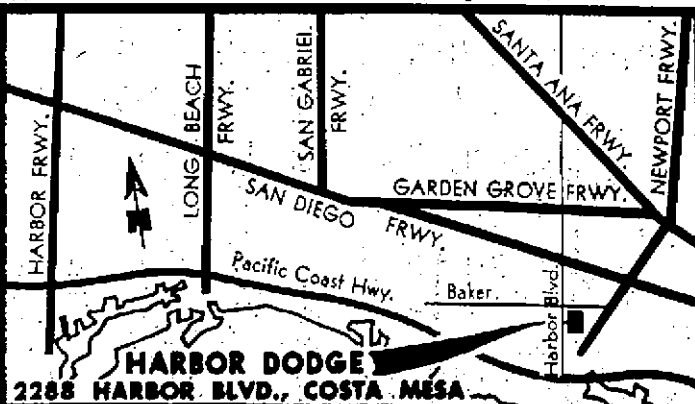 HARBOR FRWY.
LONG BEACH
FRWY.
SAN GABRIEL
FRWY.
SANTA ANA FRWY.
NEWPORT FRWY.
GARDEN GROVE FRWY.
SAN DIEGO FRWY.
N
Pacific Coast Hwy.
Baker.
Harbor Blvd.
HARBOR DODGE
2288 HARBOR BLVD., COSTA MESA